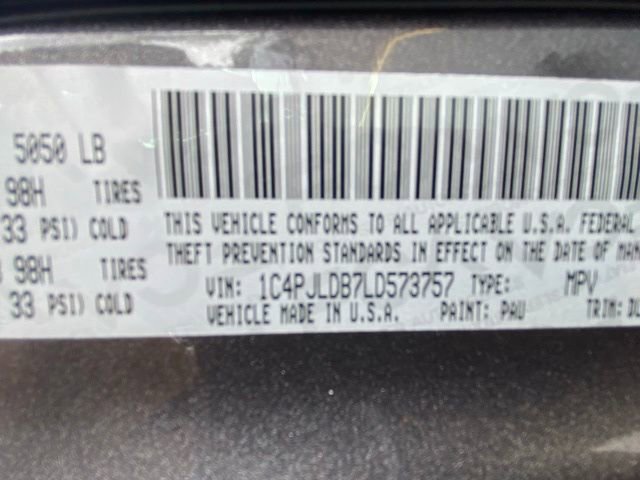 5050 LB
98H TIRES
33 PSI) COLD
98H TIRES
33 PSI) COLD
THIS VEHICLE CONFORMS TO ALL APPLICABLE U.S.A. FEDERAL
THEFT PREVENTION STANDARDS IN EFFECT ON THE DATE OF MAN
VIN: 1C4PJLDB7LD573757 TYPE: MPV
VEHICLE MADE IN U.S.A. PAINT: PAU TRIM: DL